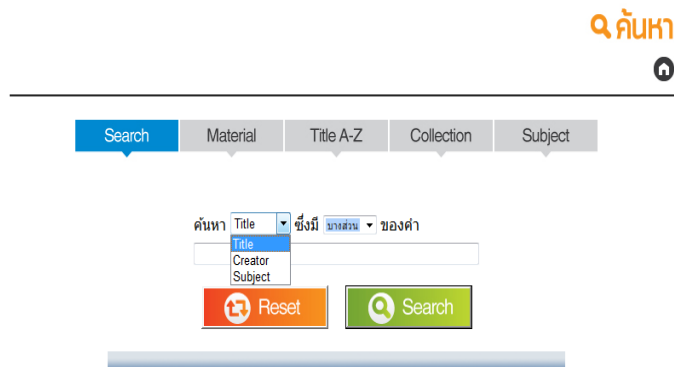 ค้นหา
Search Material Title A-Z Collection Subject
ค้นหา Title ซึ่งมี บางส่วน ของคำ
Title
Creator
Subject
Reset Search